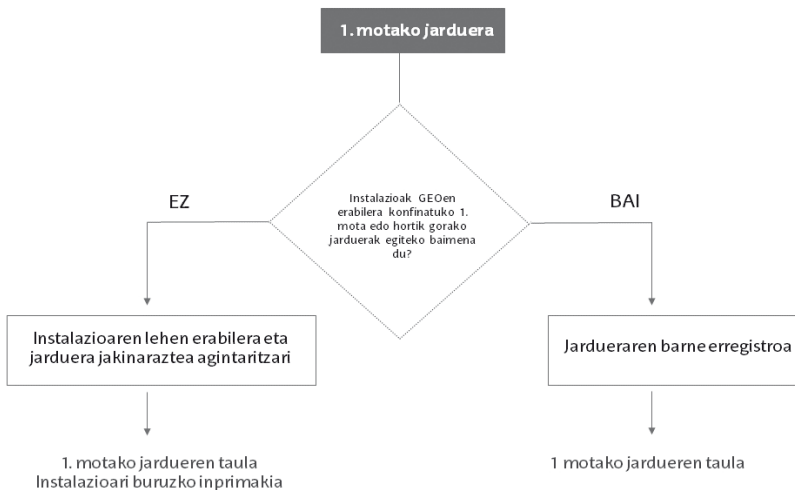 1. motako jarduera
EZ
Instalazioak GEOen
erabilera konfinatuko 1.
mota edo hortik gorako
jarduerak egiteko baimena
du?
BAI
Instalazioaren lehen erabilera eta
jarduera jakinaraztea agintaritzari
Jardueraren barne erregistroa
1. motako jardueren taula
Instalazioari buruzko inprimakia
1 motako jardueren taula